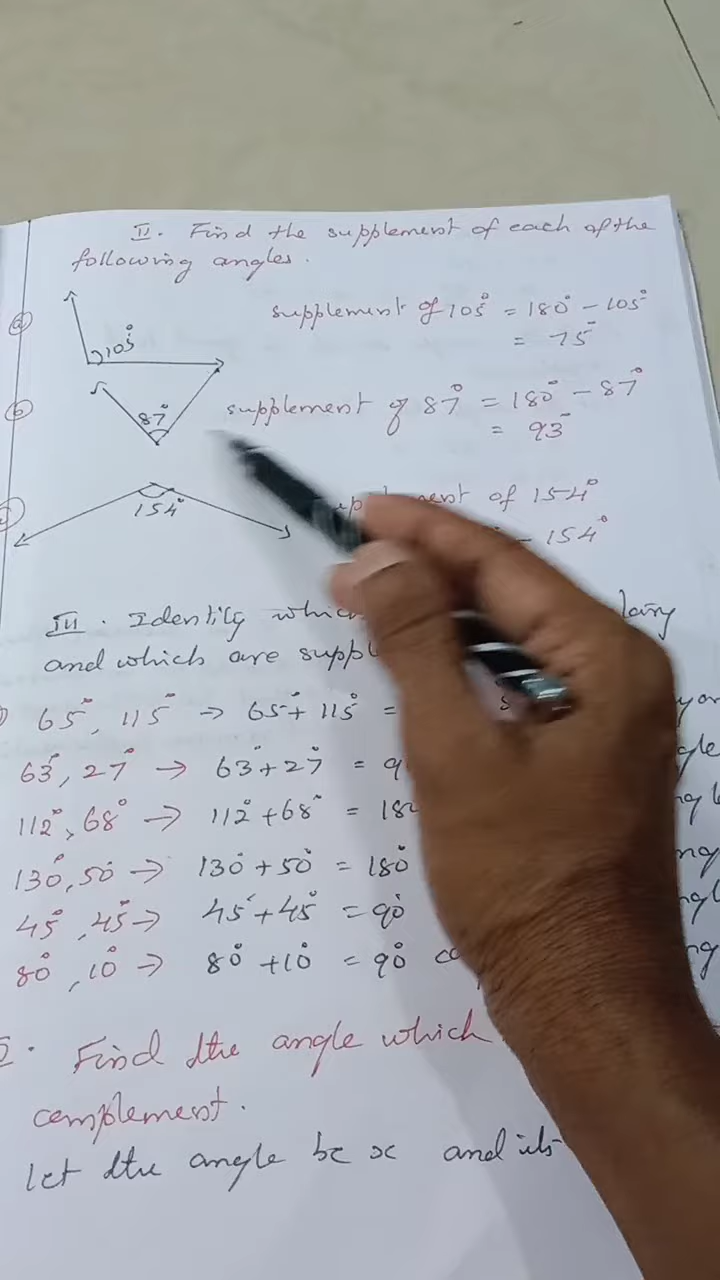 II. Find the supplement of each of the
following angles.
a
105°
supplement of 105° = 180° - 105°
= 75°
b
87°
supplement of 87° = 180° - 87°
= 93°
154°
of 154°
- 154°
III. Identify
and which are
65°, 115° → 65° + 115° =
63°, 27° → 63° + 27° =
112°, 68° → 112° + 68° =
130°, 50° → 130° + 50° = 180°
45°, 45° → 45° + 45° = 90°
80°, 10° → 80° + 10° = 90°
Find the angle which
complement.
Let the angle be x and its